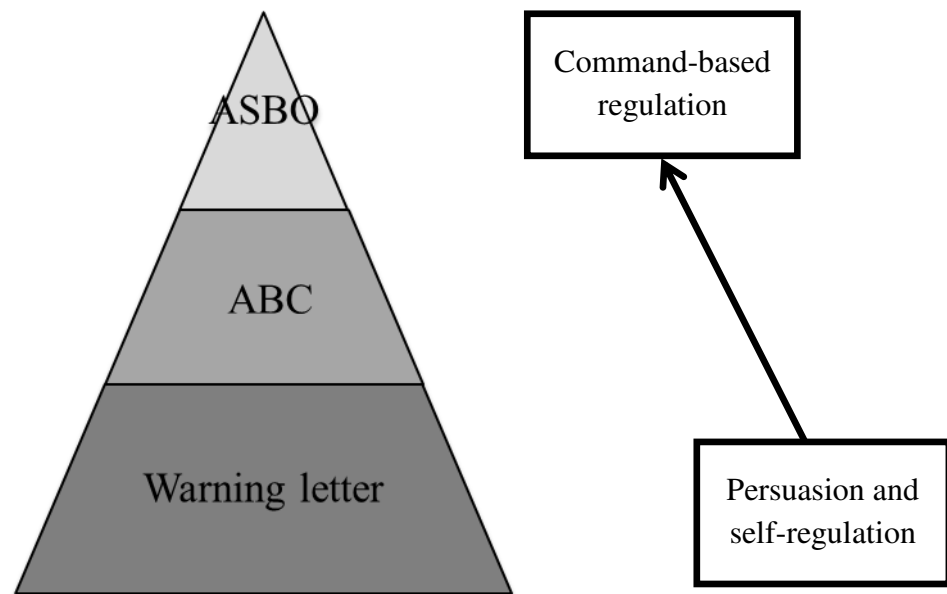 ASBO
ABC
Warning letter
Command-based
regulation
Persuasion and
self-regulation